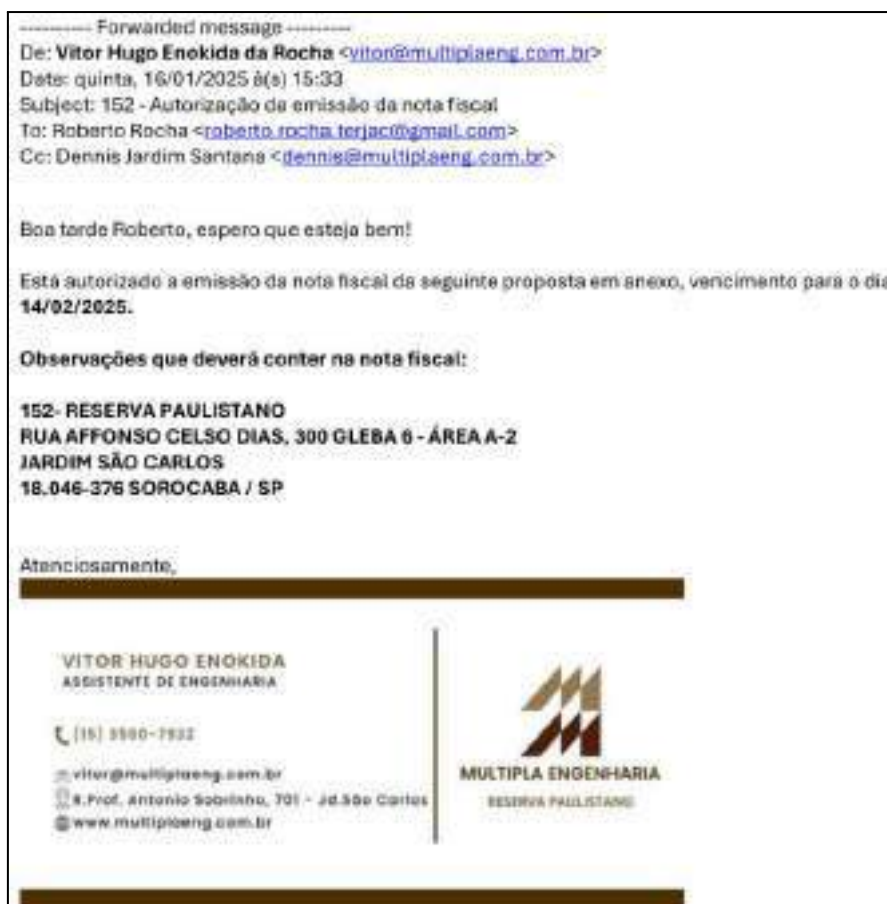 ---------- Forwarded message ---------
De: Vitor Hugo Enokida da Rocha <vitor@multiplaeng.com.br>
Date: quinta, 16/01/2025 à(s) 15:33
Subject: 152 - Autorização da emissão da nota fiscal
To: Roberto Rocha <roberto.rocha.terjac@gmail.com>
Cc: Dennis Jardim Santana <dennis@multiplaeng.com.br>
Boa tarde Roberto, espero que esteja bem!
Está autorizado a emissão da nota fiscal da seguinte proposta em anexo, vencimento para o dia
14/02/2025.
Observações que deverá conter na nota fiscal:
152- RESERVA PAULISTANO
RUA AFFONSO CELSO DIAS, 300 GLEBA 6 - ÁREA A-2
JARDIM SÃO CARLOS
18.046-376 SOROCABA / SP
Atenciosamente,
VITOR HUGO ENOKIDA
ASSISTENTE DE ENGENHARIA
(15)
vitor@multiplaeng.com.br
R.Prof. Antonio Sobrinho, 701 - Jd.São Carlos
www.multiplaeng.com.br
MULTIPLA ENGENHARIA
RESERVA PAULISTANO